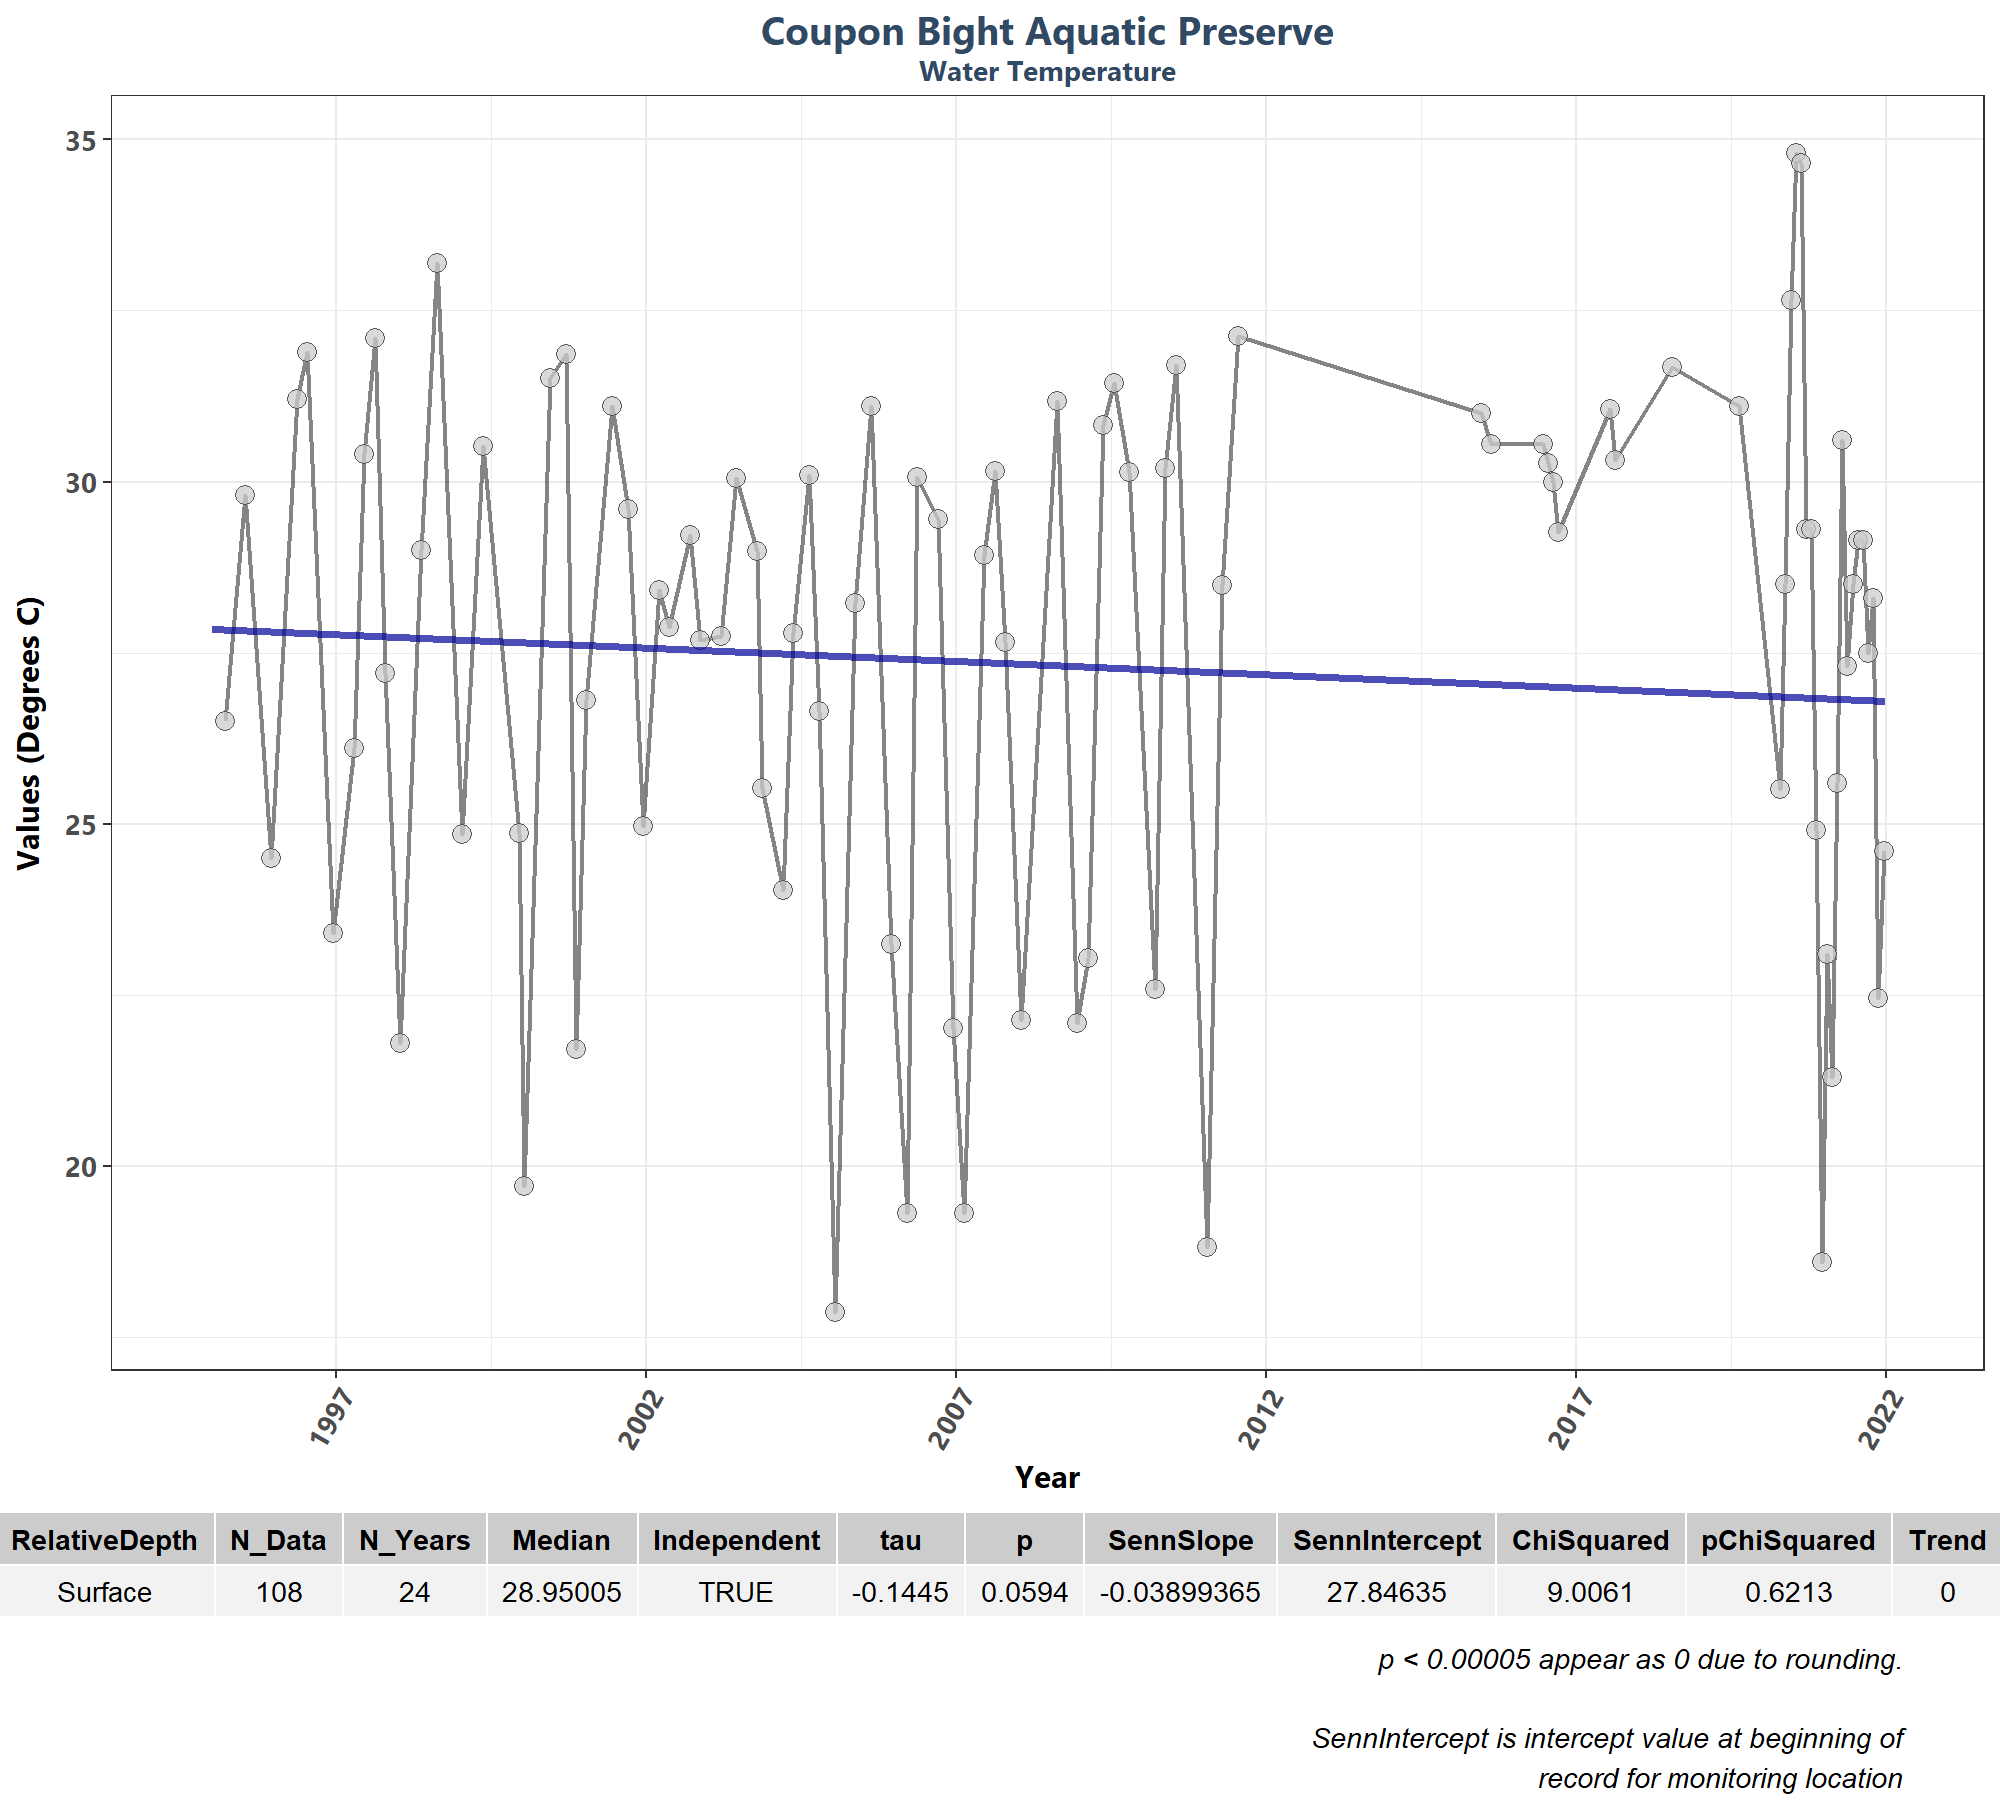 Coupon Bight Aquatic Preserve
Water Temperature
Values (Degrees C)
35
30
25
20
1997
2002
2007
2012
2017
2022
Year
RelativeDepth N_Data N_Years Median Independent tau p SennSlope SennIntercept ChiSquared pChiSquared Trend
Surface 108 24 28.95005 TRUE -0.1445 0.0594 -0.03899365 27.84635 9.0061 0.6213 0
p < 0.00005 appear as 0 due to rounding.
SennIntercept is intercept value at beginning of
record for monitoring location